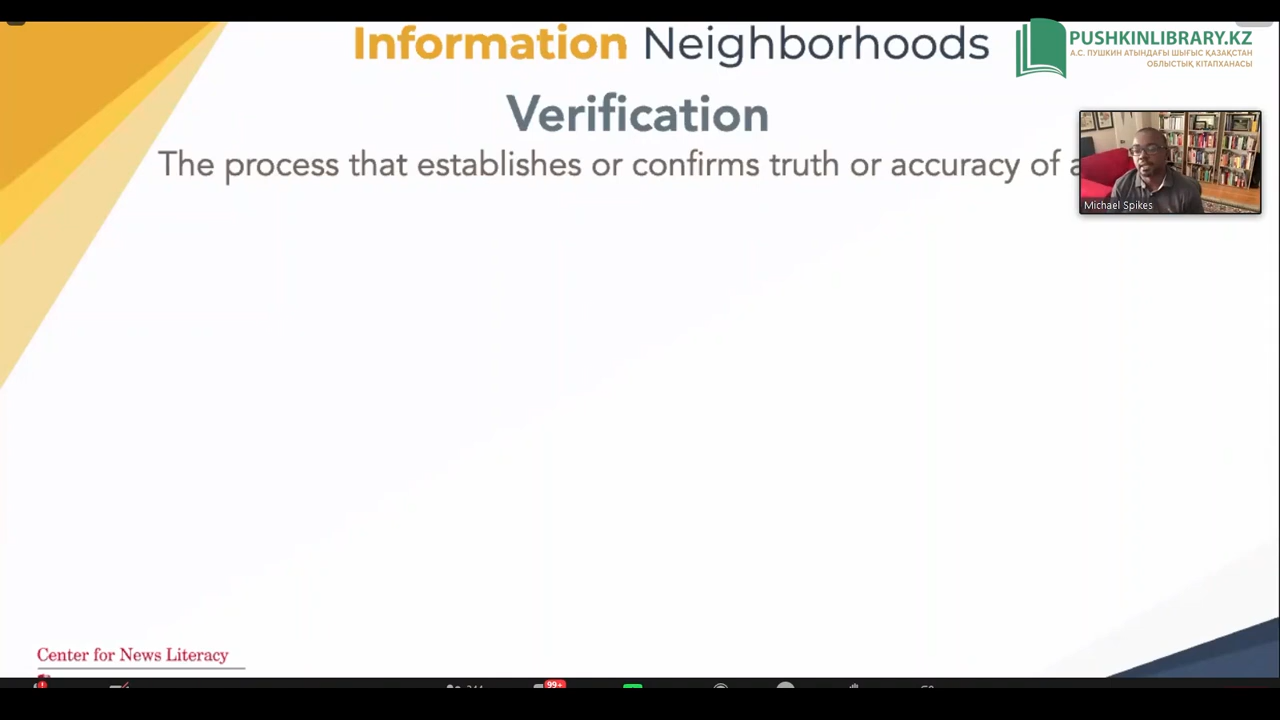 Information Neighborhoods
PUSHKINLIBRARY.KZ
А.С. ПУШКИН АТЫНДАҒЫ ШЫҒЫС ҚАЗАҚСТАН
ОБЛЫСТЫҚ КІТАПХАНАСЫ
Verification
The process that establishes or confirms truth or accuracy of
Michael Spikes
Center for News Literacy
99+